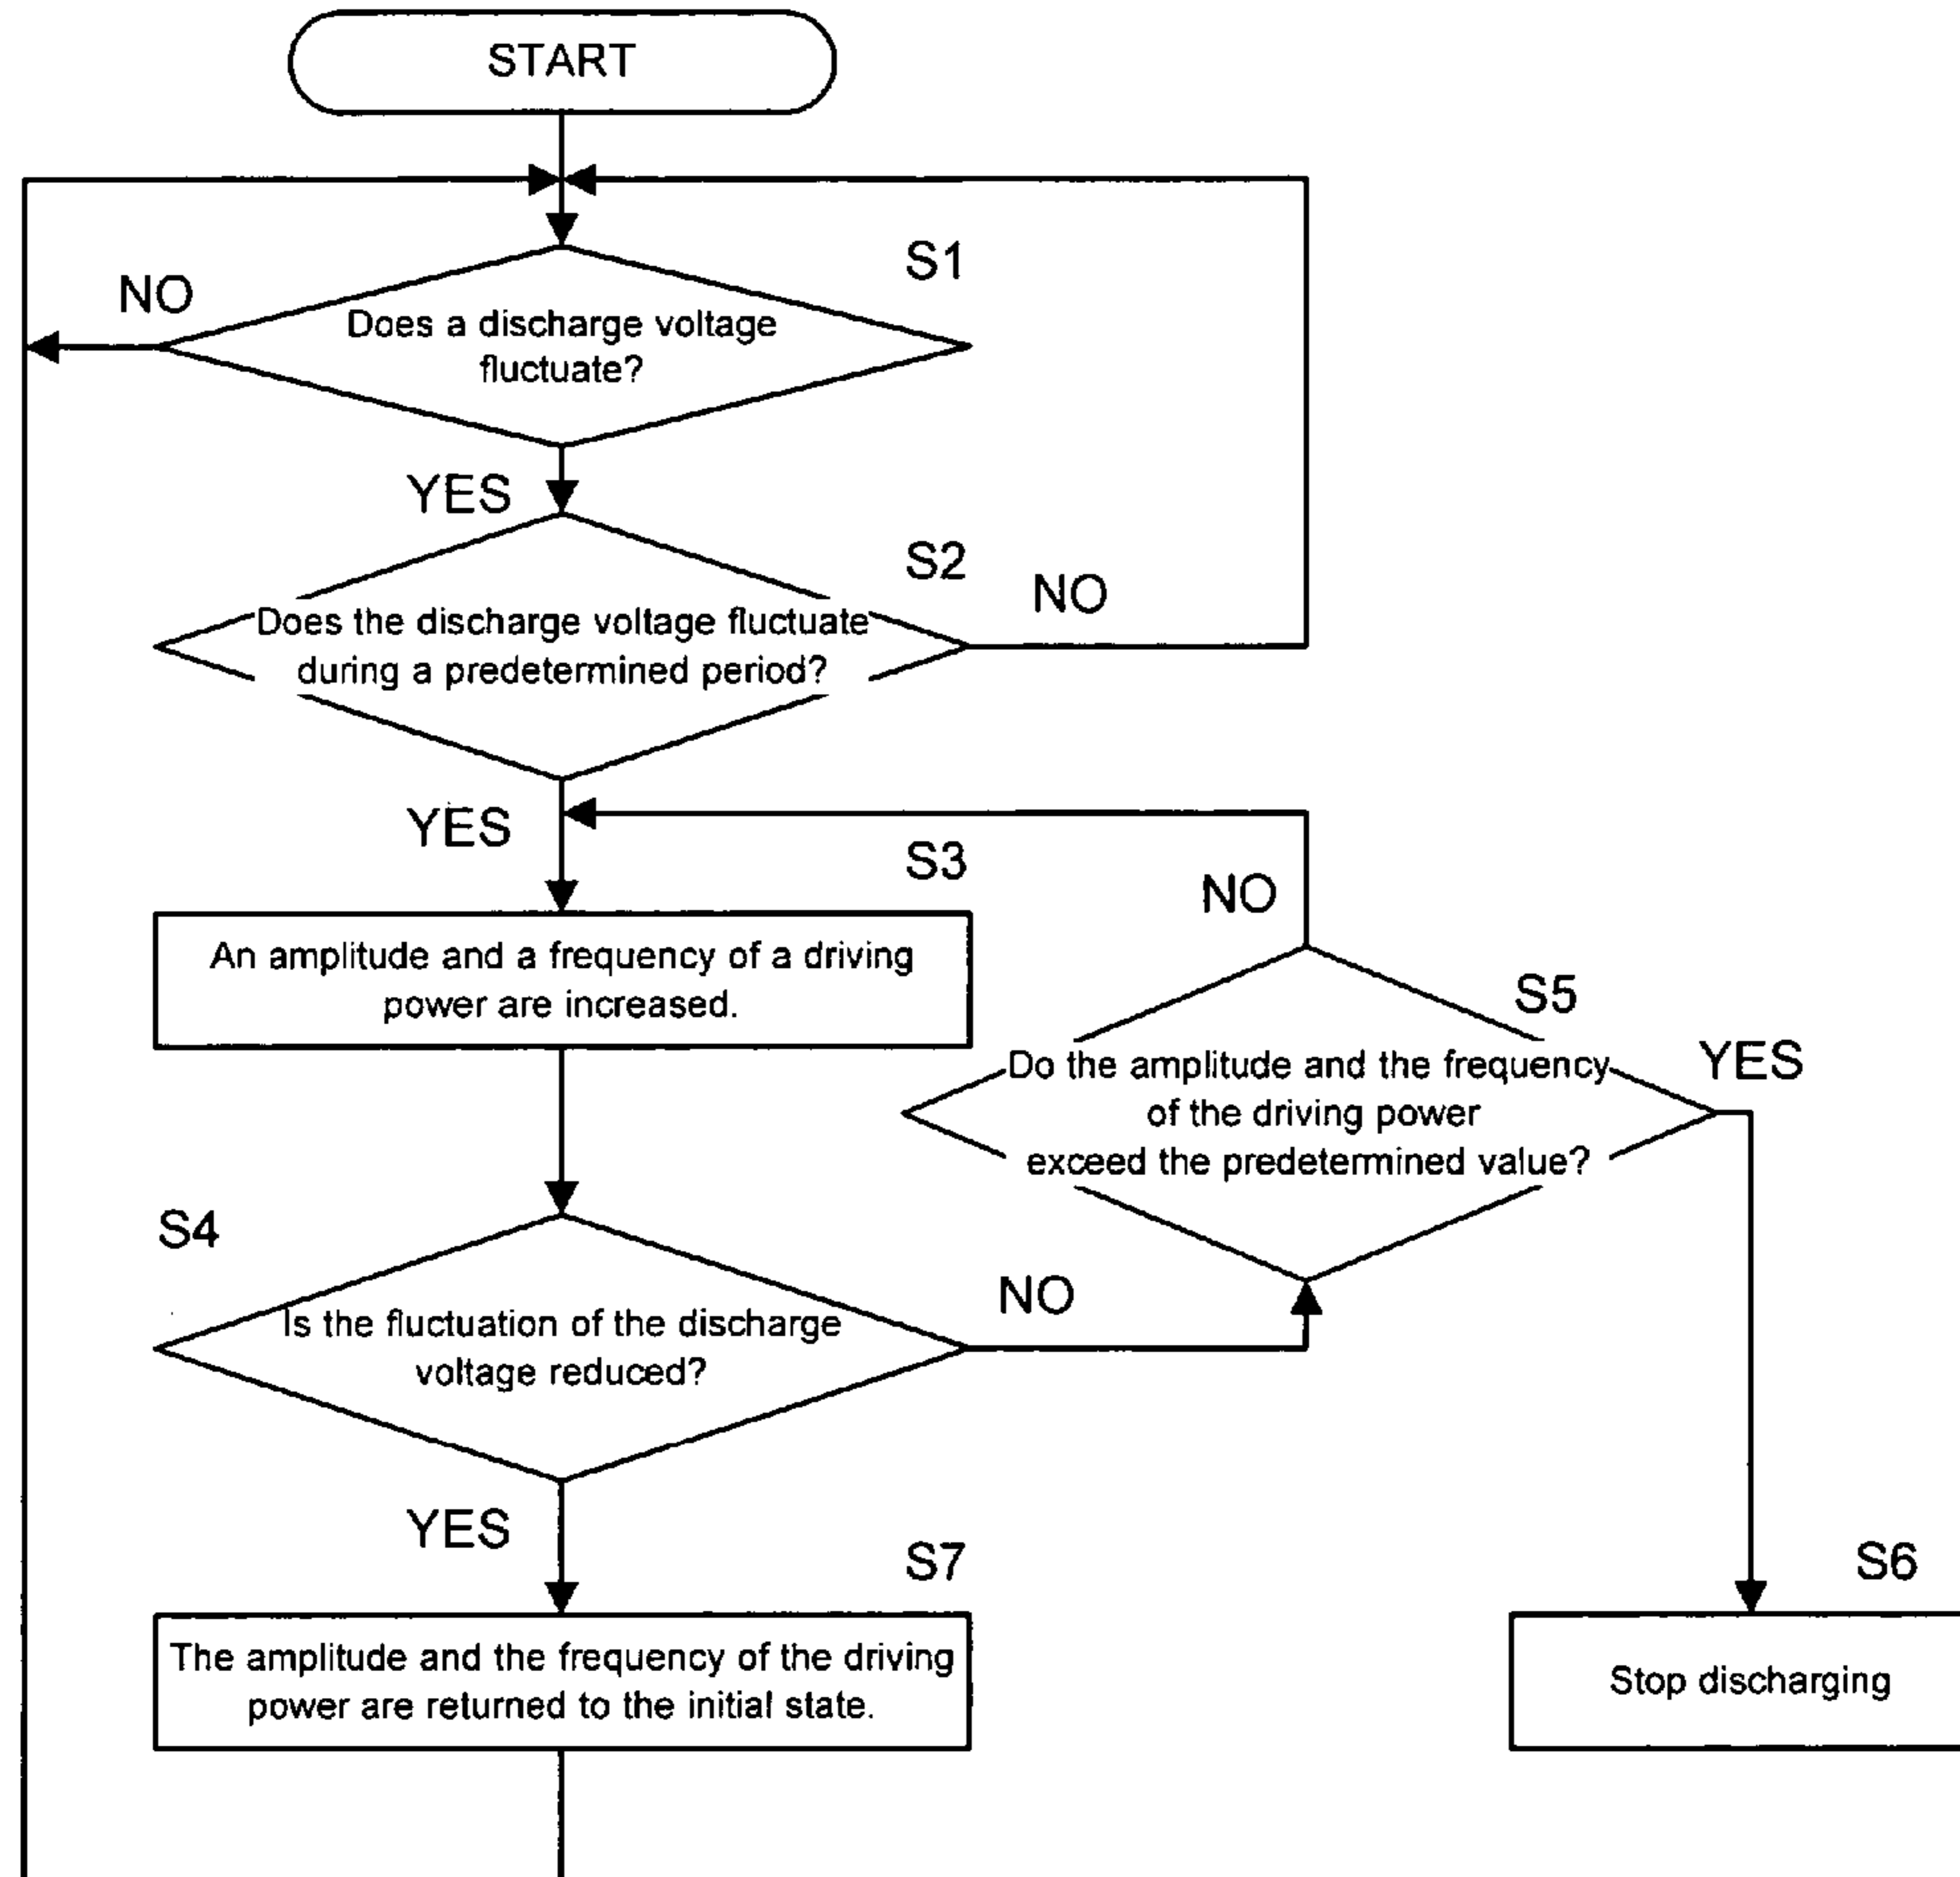 START
S1
NO
Does a discharge voltage
fluctuate?
YES
S2
NO
Does the discharge voltage fluctuate
during a predetermined period?
YES
S3
NO
An amplitude and a frequency of a driving
power are increased.
S5
YES
Do the amplitude and the frequency
of the driving power
exceed the predetermined value?
S4
NO
Is the fluctuation of the discharge
voltage reduced?
YES
S7
S6
The amplitude and the frequency of the driving
power are returned to the initial state.
Stop discharging